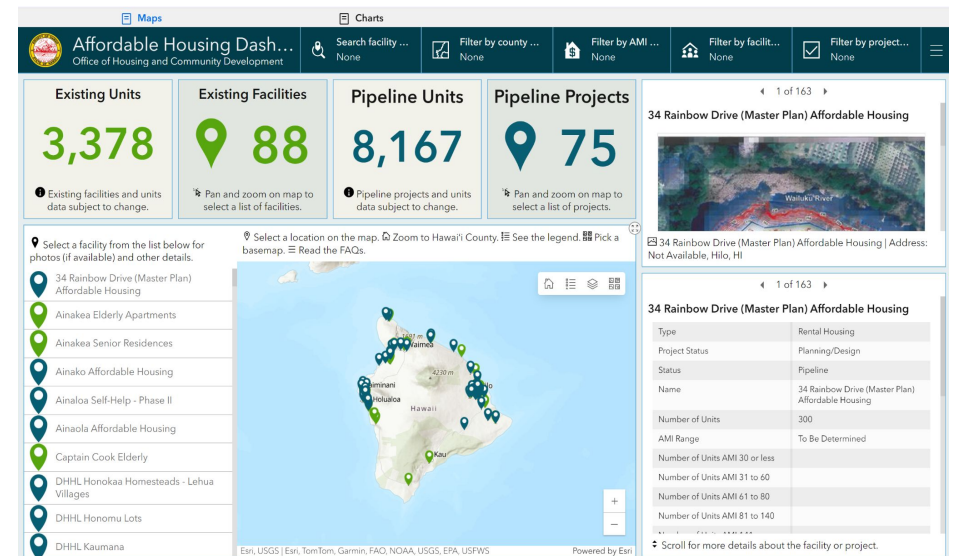 Maps
Charts
Affordable Housing Dash...
Office of Housing and Community Development
Search facility ...
None
Filter by county ...
None
Filter by AMI ...
None
Filter by facilit...
None
Filter by project...
None
Existing Units
3,378
Existing facilities and units
data subject to change.
Existing Facilities
88
Pan and zoom on map to
select a list of facilities.
Pipeline Units
8,167
Pipeline projects and units
data subject to change.
Pipeline Projects
75
Pan and zoom on map to
select a list of projects.
1 of 163
34 Rainbow Drive (Master Plan) Affordable Housing
Wailuku River
34 Rainbow Drive (Master Plan) Affordable Housing | Address:
Not Available, Hilo, HI
Select a facility from the list below for
photos (if available) and other details.
34 Rainbow Drive (Master Plan)
Affordable Housing
Ainakea Elderly Apartments
Ainakea Senior Residences
Ainako Affordable Housing
Ainaloa Self-Help - Phase II
Ainaola Affordable Housing
Captain Cook Elderly
DHHL Honokaa Homesteads - Lehua
Villages
DHHL Honomu Lots
DHHL Kaumana
Select a location on the map. Zoom to Hawai'i County. See the legend. Pick a
basemap. Read the FAQs.
Waimea
4230 m
Holualoa
Hawaii
Kau
+
−
Esri, USGS | Esri, TomTom, Garmin, FAO, NOAA, USGS, EPA, USFWS
Powered by Esri
1 of 163
34 Rainbow Drive (Master Plan) Affordable Housing
Type Rental Housing
Project Status Planning/Design
Status Pipeline
Name 34 Rainbow Drive (Master Plan)
Affordable Housing
Number of Units 300
AMI Range To Be Determined
Number of Units AMI 30 or less
Number of Units AMI 31 to 60
Number of Units AMI 61 to 80
Number of Units AMI 81 to 140
Scroll for more details about the facility or project.